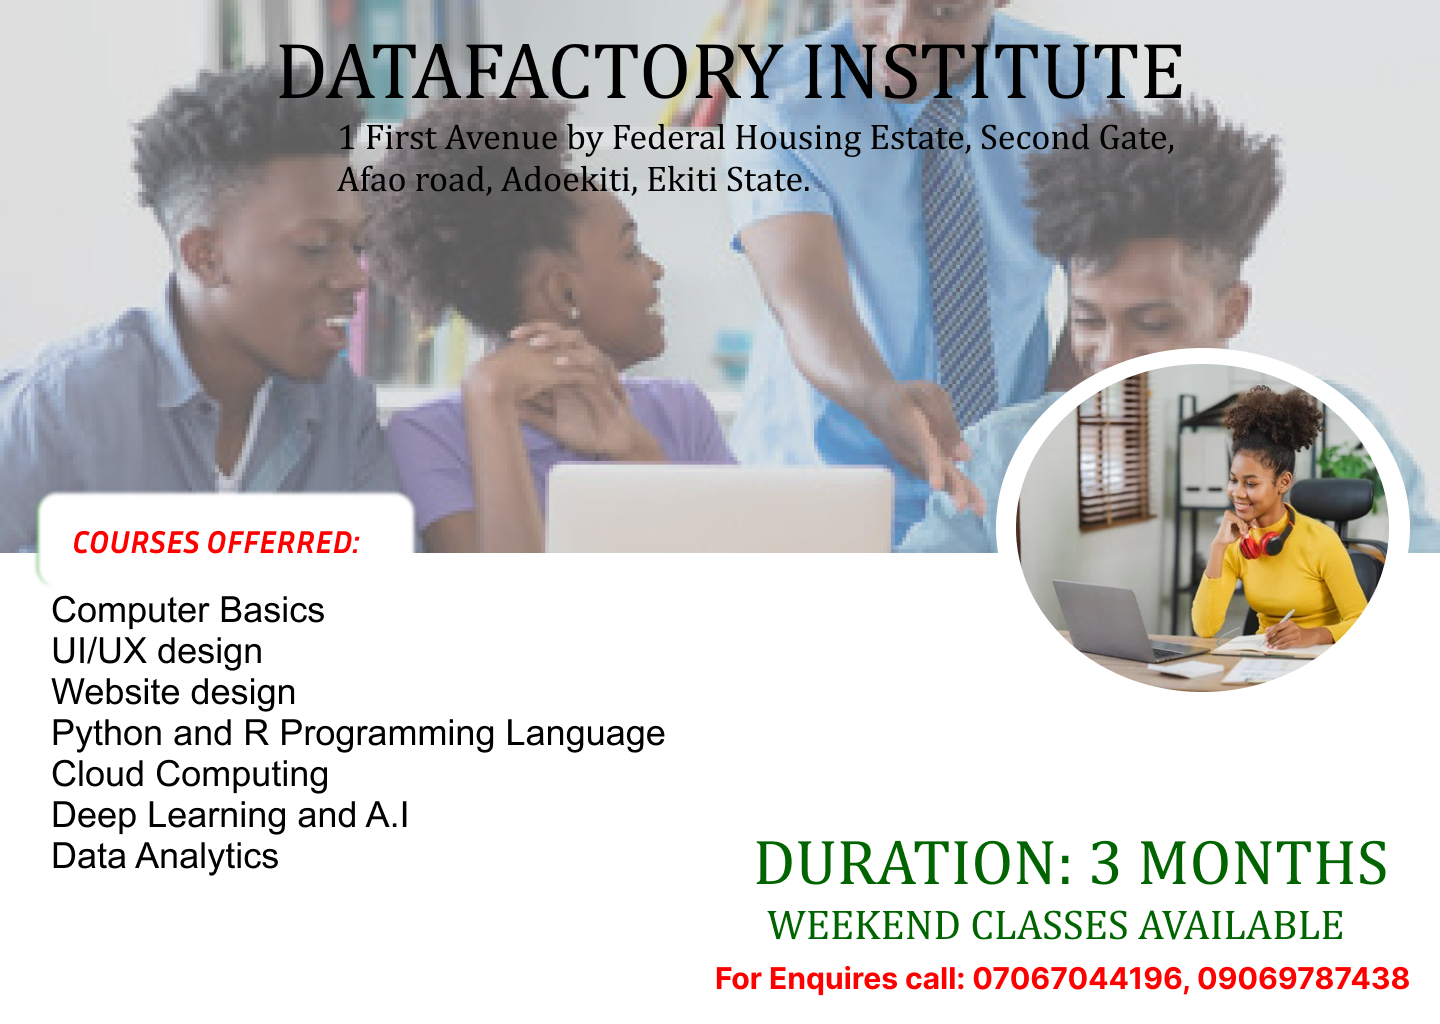 DATAFACTORY INSTITUTE
1 First Avenue by Federal Housing Estate, Second Gate,
Afao road, Adoekiti, Ekiti State.
COURSES OFFERRED:
Computer Basics
UI/UX design
Website design
Python and R Programming Language
Cloud Computing
Deep Learning and A.I
Data Analytics
DURATION: 3 MONTHS
WEEKEND CLASSES AVAILABLE
For Enquires call: 07067044196, 09069787438